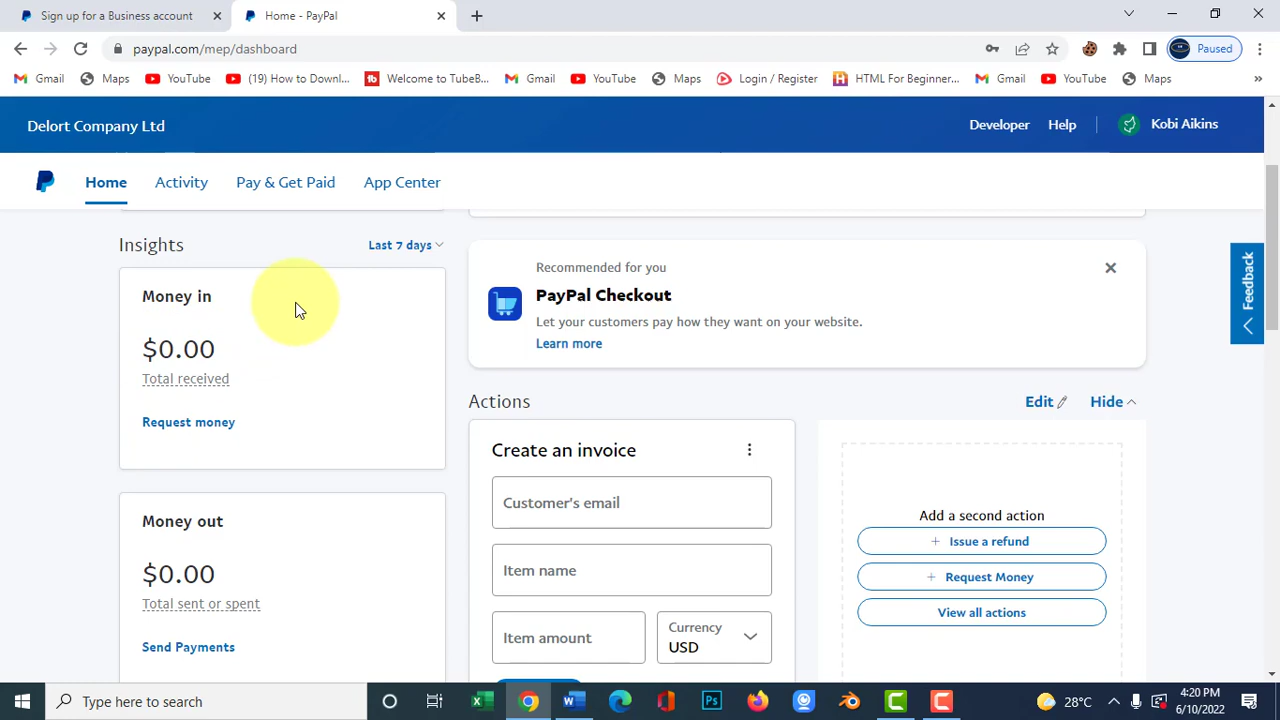 Sign up for a Business account
Home - PayPal
paypal.com/mep/dashboard
Paused
Gmail
Maps
YouTube
(19) How to Downl...
Welcome to TubeB...
Gmail
YouTube
Maps
Login / Register
HTML For Beginner...
Gmail
YouTube
Maps
»
Delort Company Ltd
Developer
Help
Kobi Aikins
Home
Activity
Pay & Get Paid
App Center
Insights
Last 7 days
Money in
$0.00
Total received
Request money
Money out
$0.00
Total sent or spent
Send Payments
Recommended for you
PayPal Checkout
Let your customers pay how they want on your website.
Learn more
Actions
Edit
Hide
Create an invoice
Customer's email
Item name
Item amount
Currency
USD
Add a second action
+ Issue a refund
+ Request Money
View all actions
Feedback
Type here to search
Ps
28°C
4:20 PM
6/10/2022